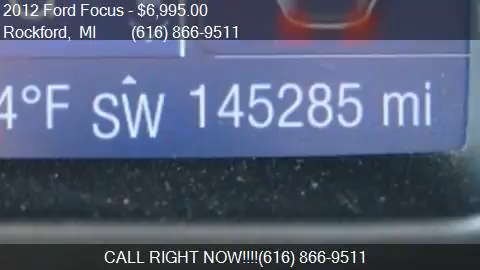 2012 Ford Focus - $6,995.00
Rockford, MI (616) 866-9511
4°F SW 145285 mi
CALL RIGHT NOW!!!!(616) 866-9511